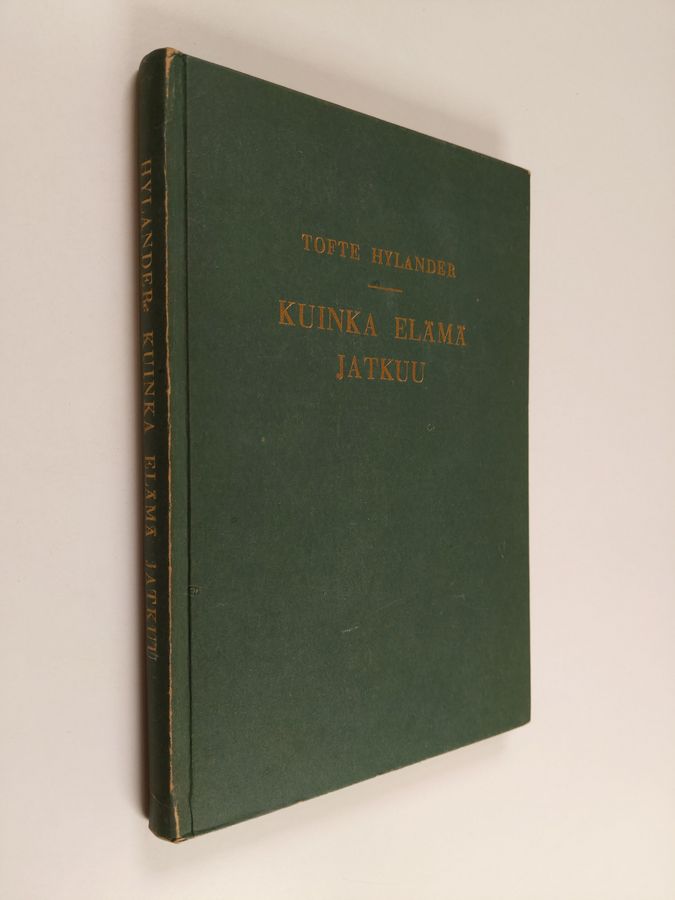 TOFTE HYLANDER
KUINKA ELÄMÄ
JATKUU
HYLANDER: KUINKA ELÄMÄ JATKUU